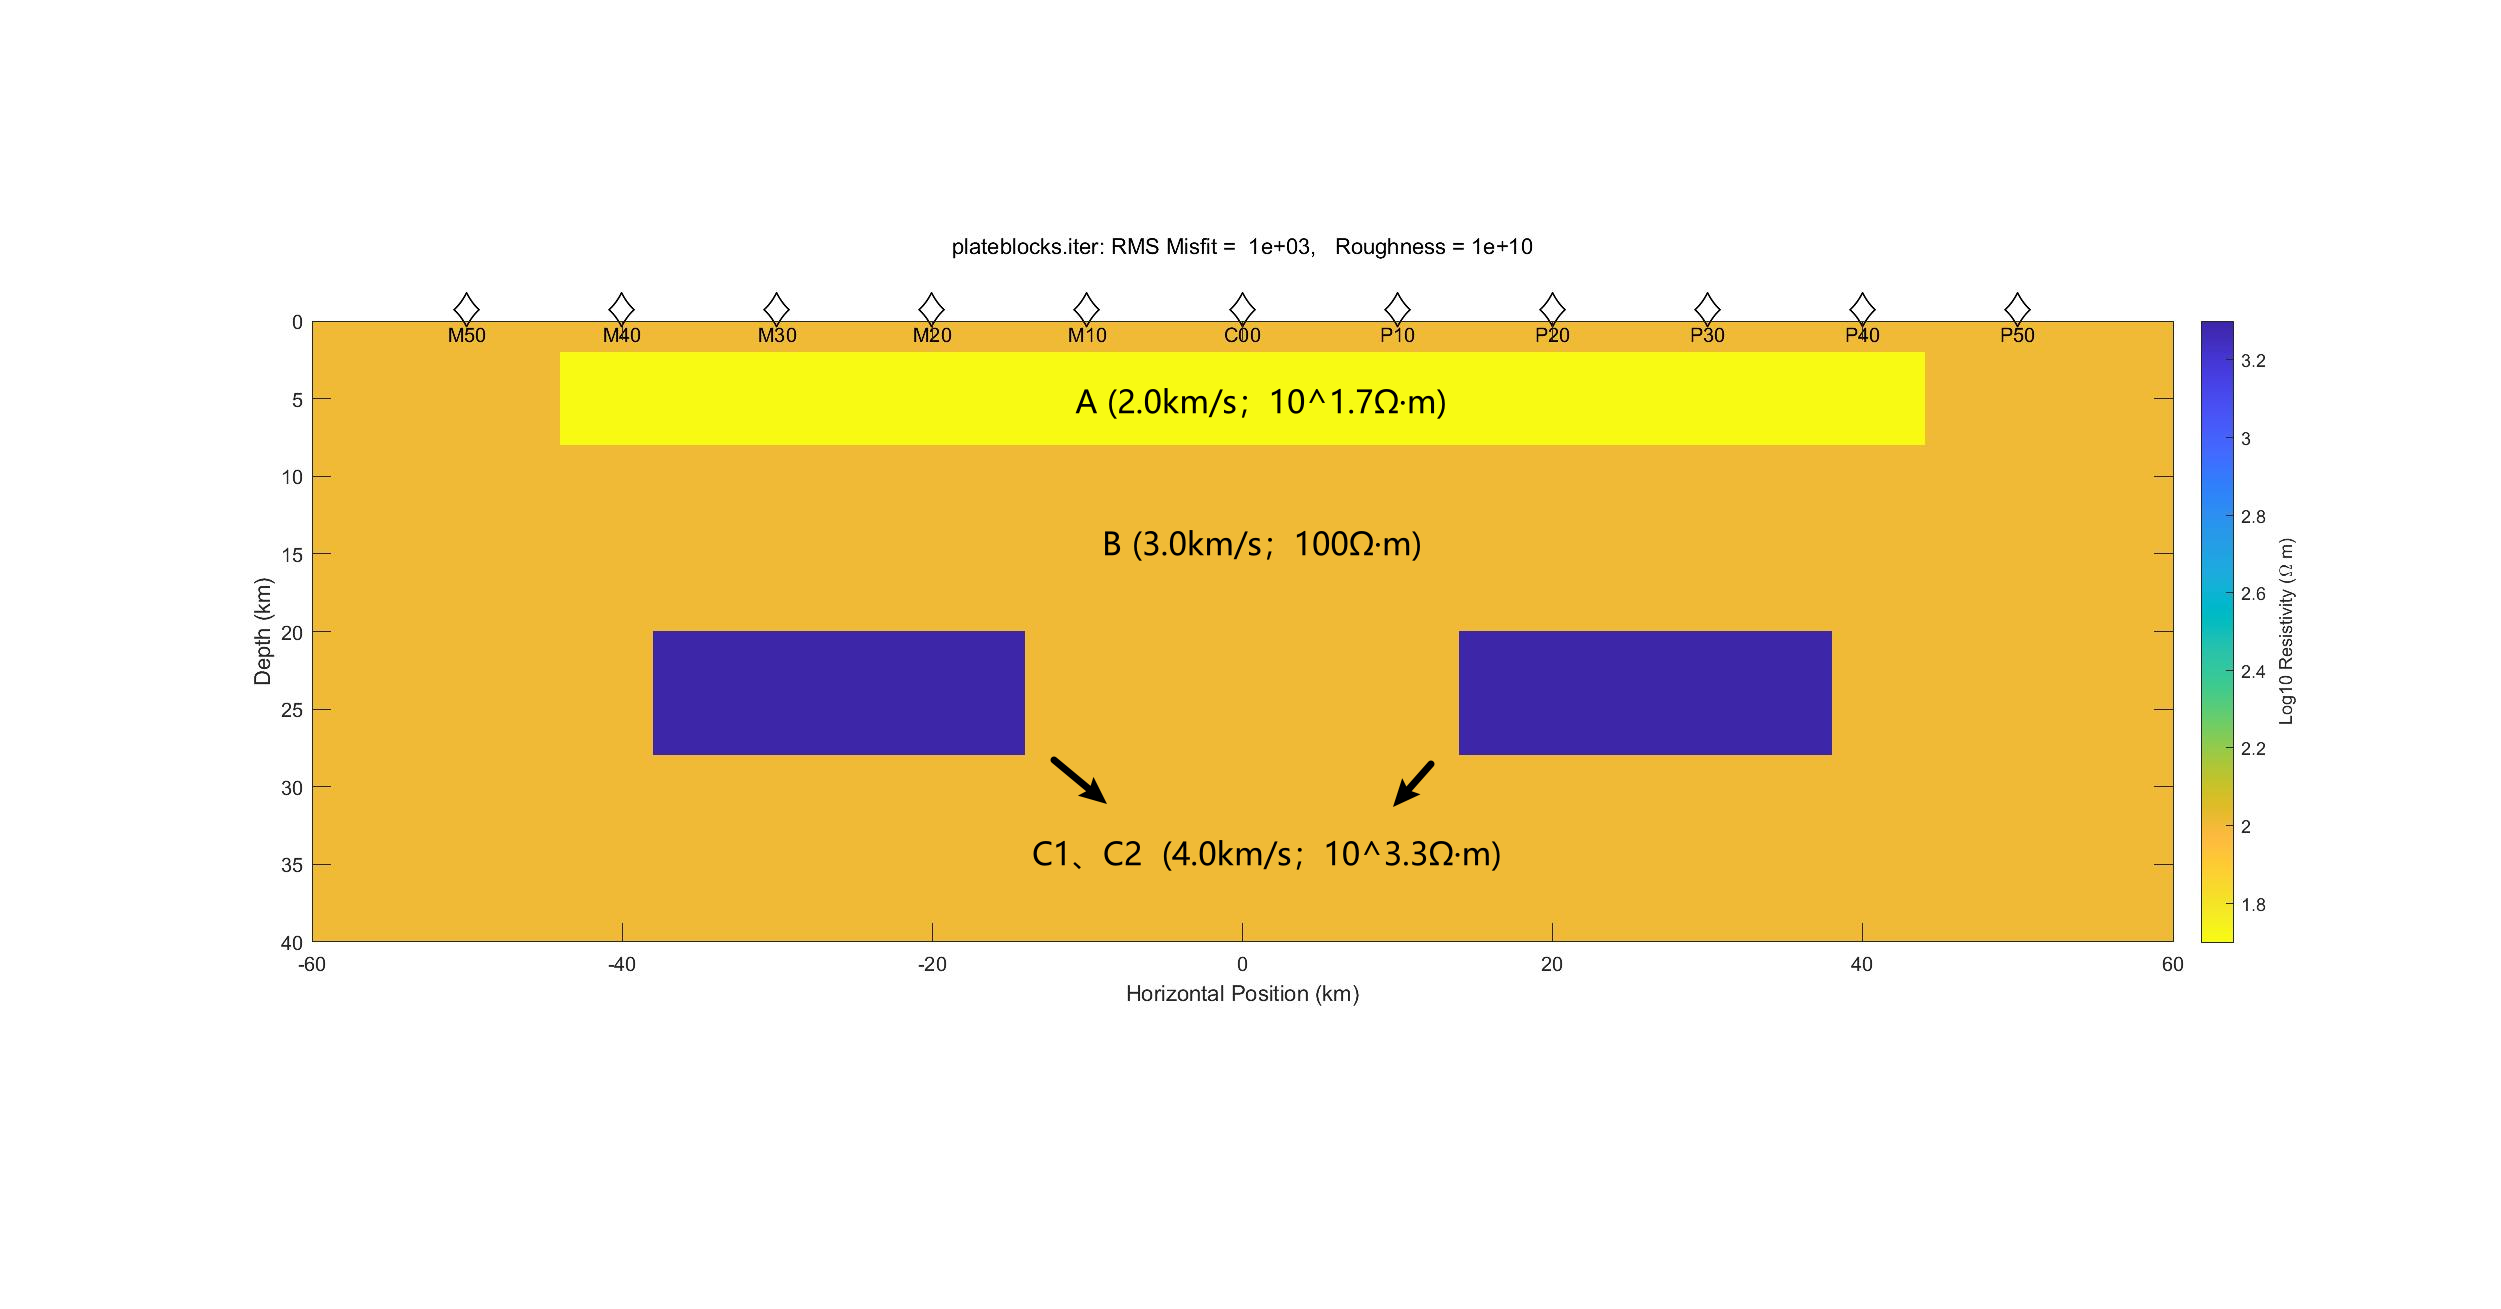 plateblocks.iter: RMS Misfit =  1e+03,   Roughness = 1e+10
M50 M40 M30 M20 M10 C00 P10 P20 P30 P40 P50
0
5
10
15
20
25
30
35
40
Depth (km)
A (2.0km/s；10^1.7Ω·m)
B (3.0km/s；100Ω·m)
C1、C2 (4.0km/s；10^3.3Ω·m)
-60 -40 -20 0 20 40 60
Horizontal Position (km)
3.2
3
2.8
2.6
2.4
2.2
2
1.8
Log10 Resistivity (Ω m)